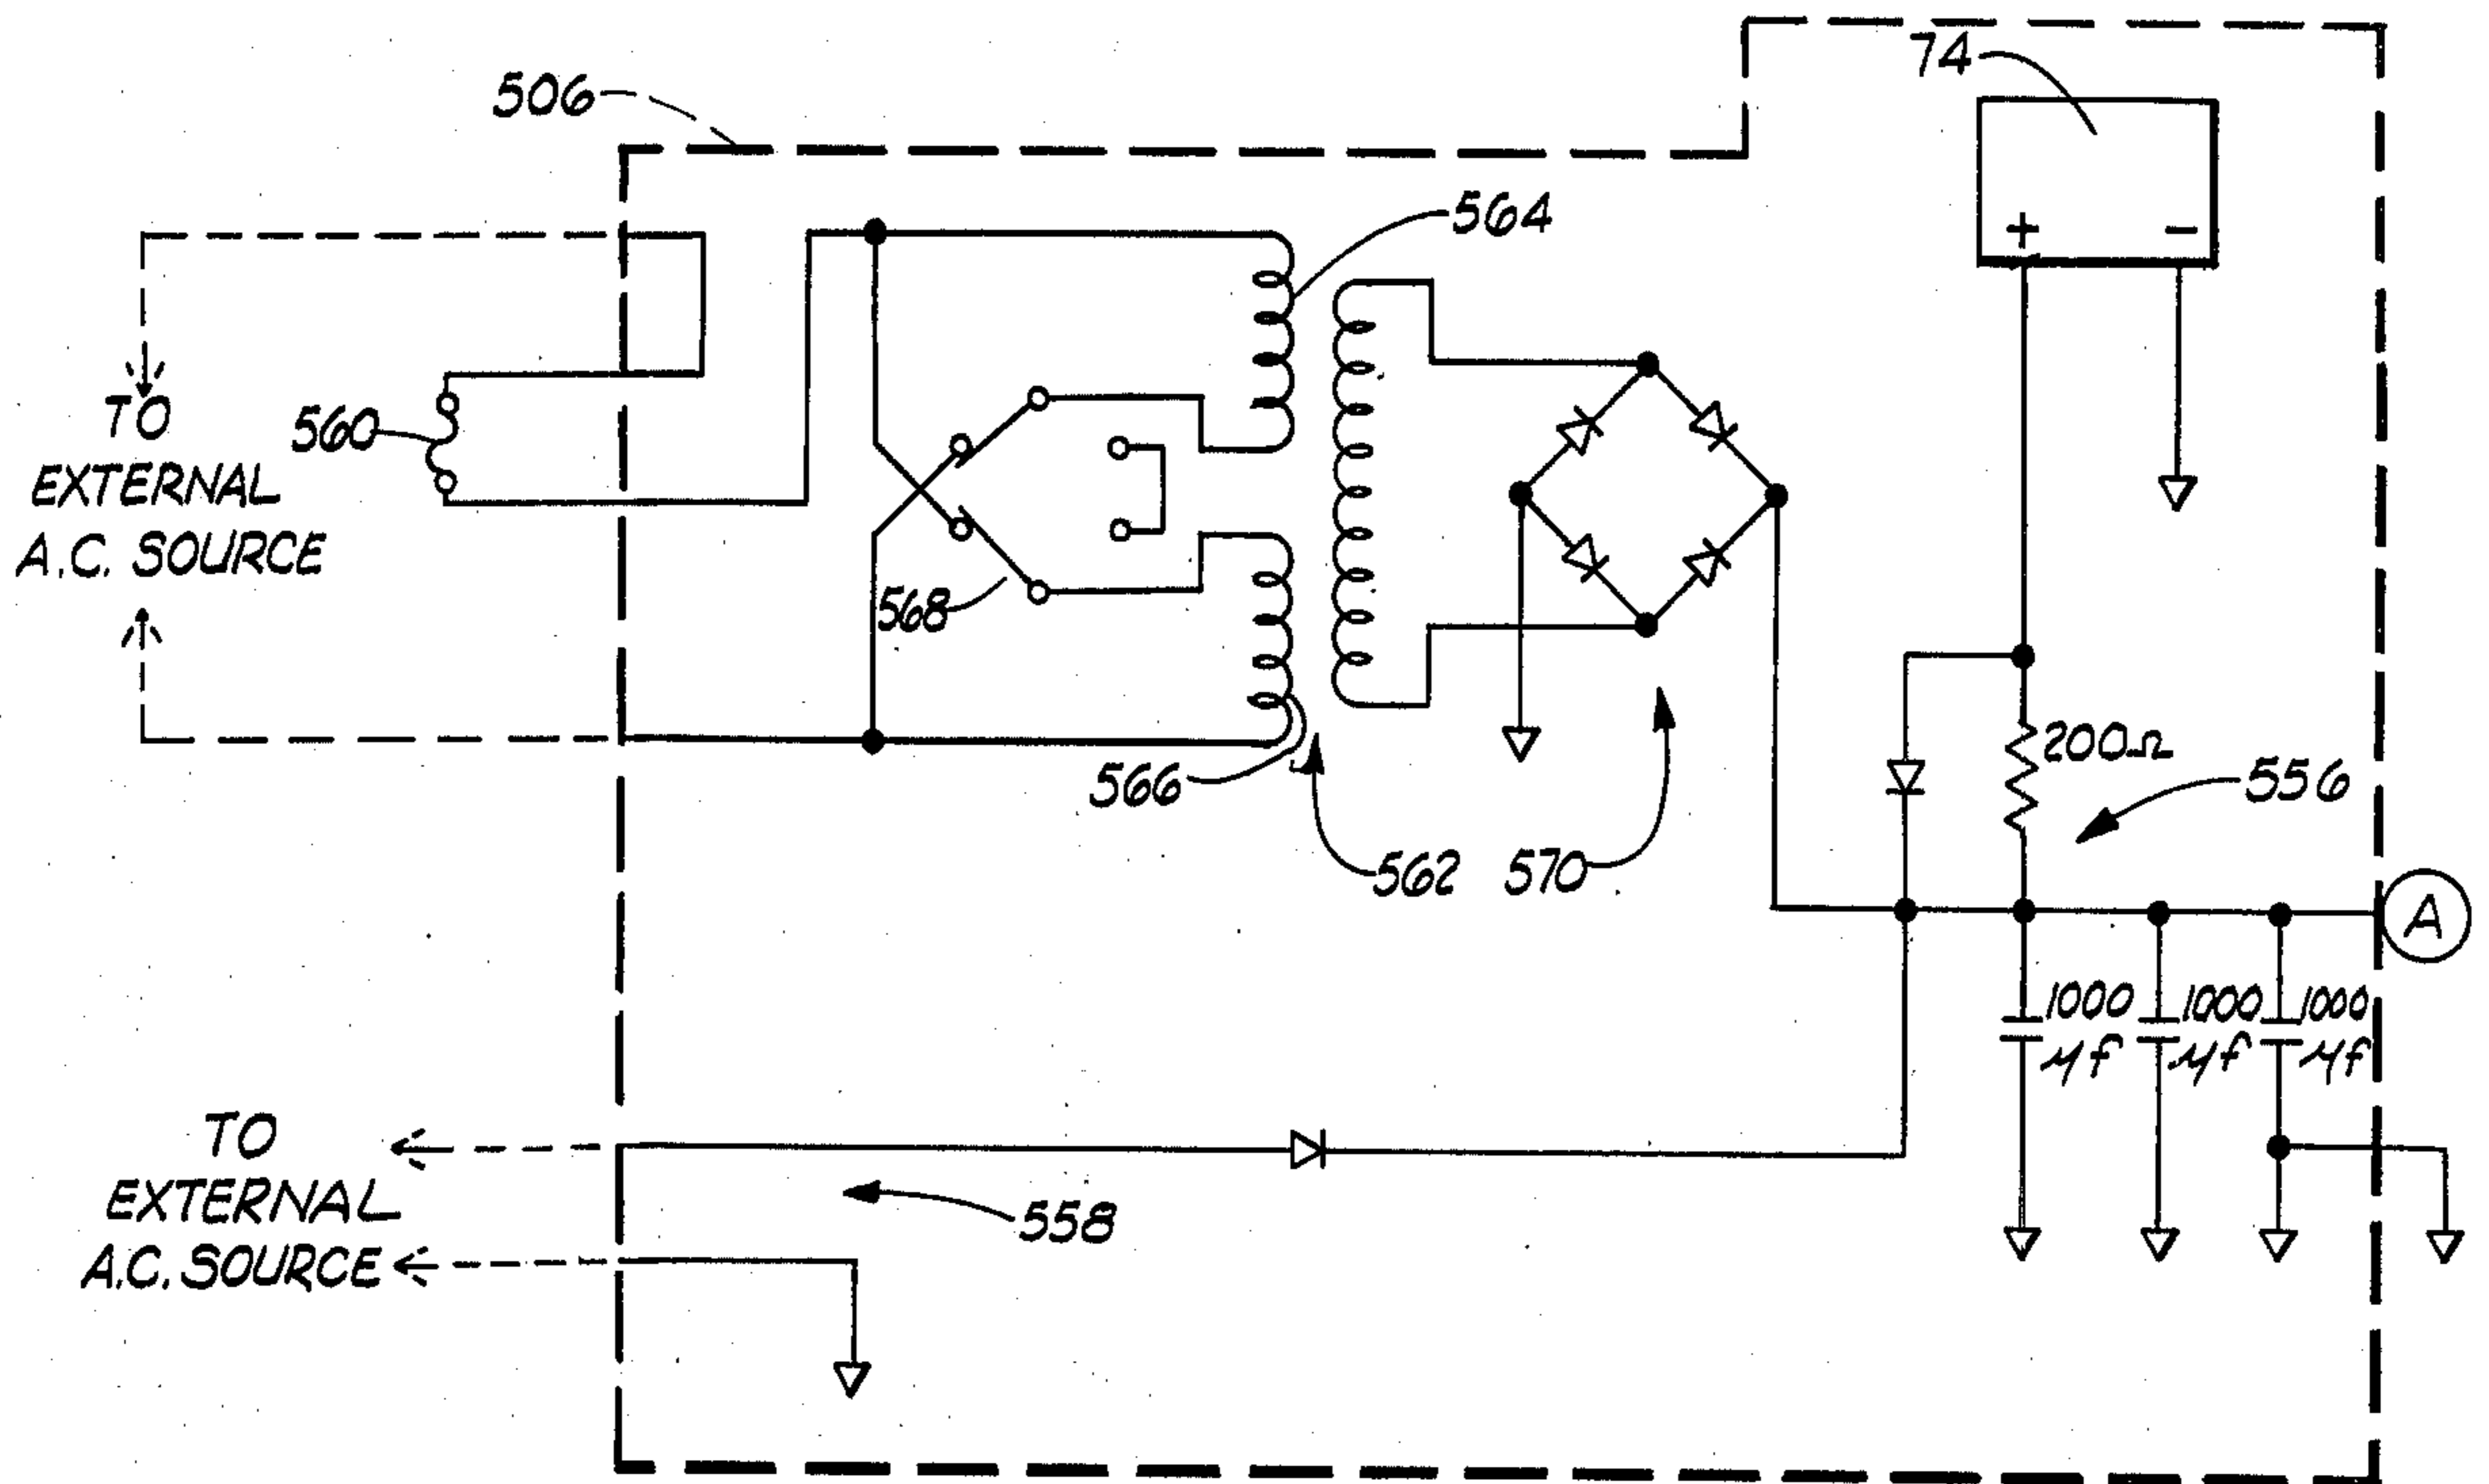 74
506
564
TO
EXTERNAL
A.C. SOURCE
560
+ −
568
566
562
570
200Ω
556
A
1000
μf
1000
μf
1000
μf
TO
EXTERNAL
A.C. SOURCE
558